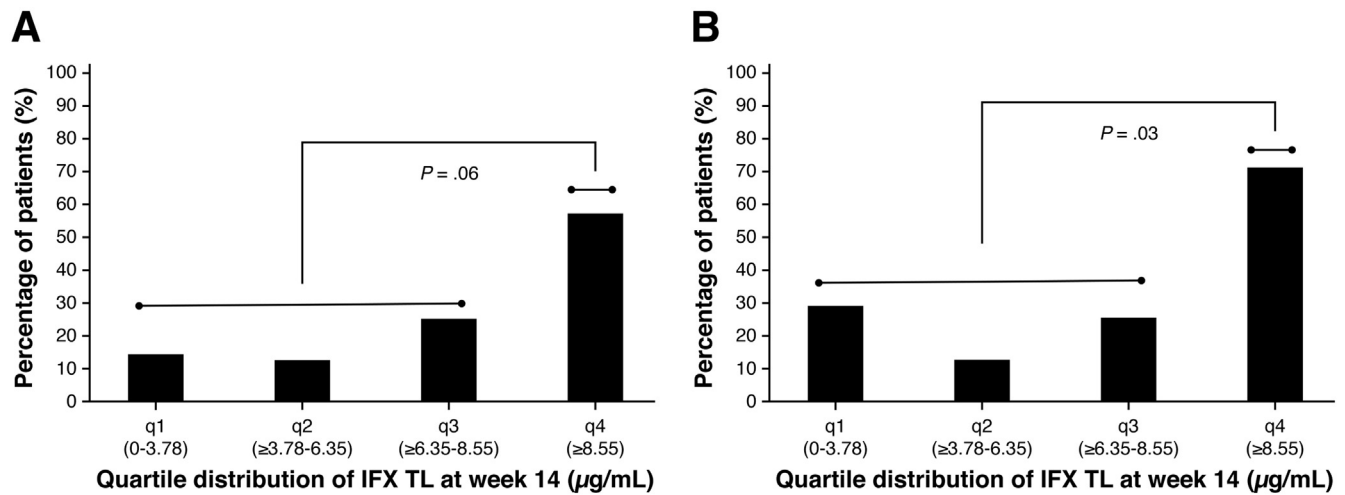 A
Percentage of patients (%)
100
90
80
70
60
50
40
30
20
10
0
P = .06
q1
(0-3.78)
q2
(≥3.78-6.35)
q3
(≥6.35-8.55)
q4
(≥8.55)
Quartile distribution of IFX TL at week 14 (µg/mL)
B
Percentage of patients (%)
100
90
80
70
60
50
40
30
20
10
0
P = .03
q1
(0-3.78)
q2
(≥3.78-6.35)
q3
(≥6.35-8.55)
q4
(≥8.55)
Quartile distribution of IFX TL at week 14 (µg/mL)